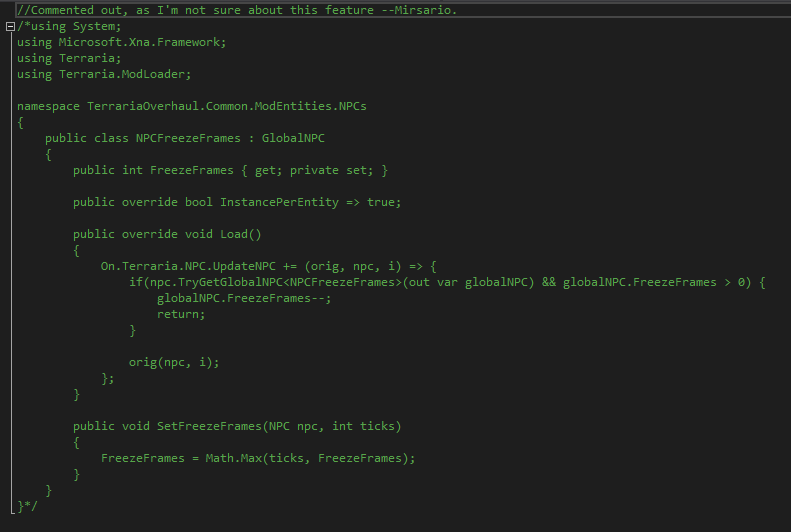 //Commented out, as I'm not sure about this feature --Mirsario.
/*using System;
using Microsoft.Xna.Framework;
using Terraria;
using Terraria.ModLoader;

namespace TerrariaOverhaul.Common.ModEntities.NPCs
{
    public class NPCFreezeFrames : GlobalNPC
    {
        public int FreezeFrames { get; private set; }

        public override bool InstancePerEntity => true;

        public override void Load()
        {
            On.Terraria.NPC.UpdateNPC += (orig, npc, i) => {
                if(npc.TryGetGlobalNPC<NPCFreezeFrames>(out var globalNPC) && globalNPC.FreezeFrames > 0) {
                    globalNPC.FreezeFrames--;
                    return;
                }

                orig(npc, i);
            };
        }

        public void SetFreezeFrames(NPC npc, int ticks)
        {
            FreezeFrames = Math.Max(ticks, FreezeFrames);
        }
    }
}*/